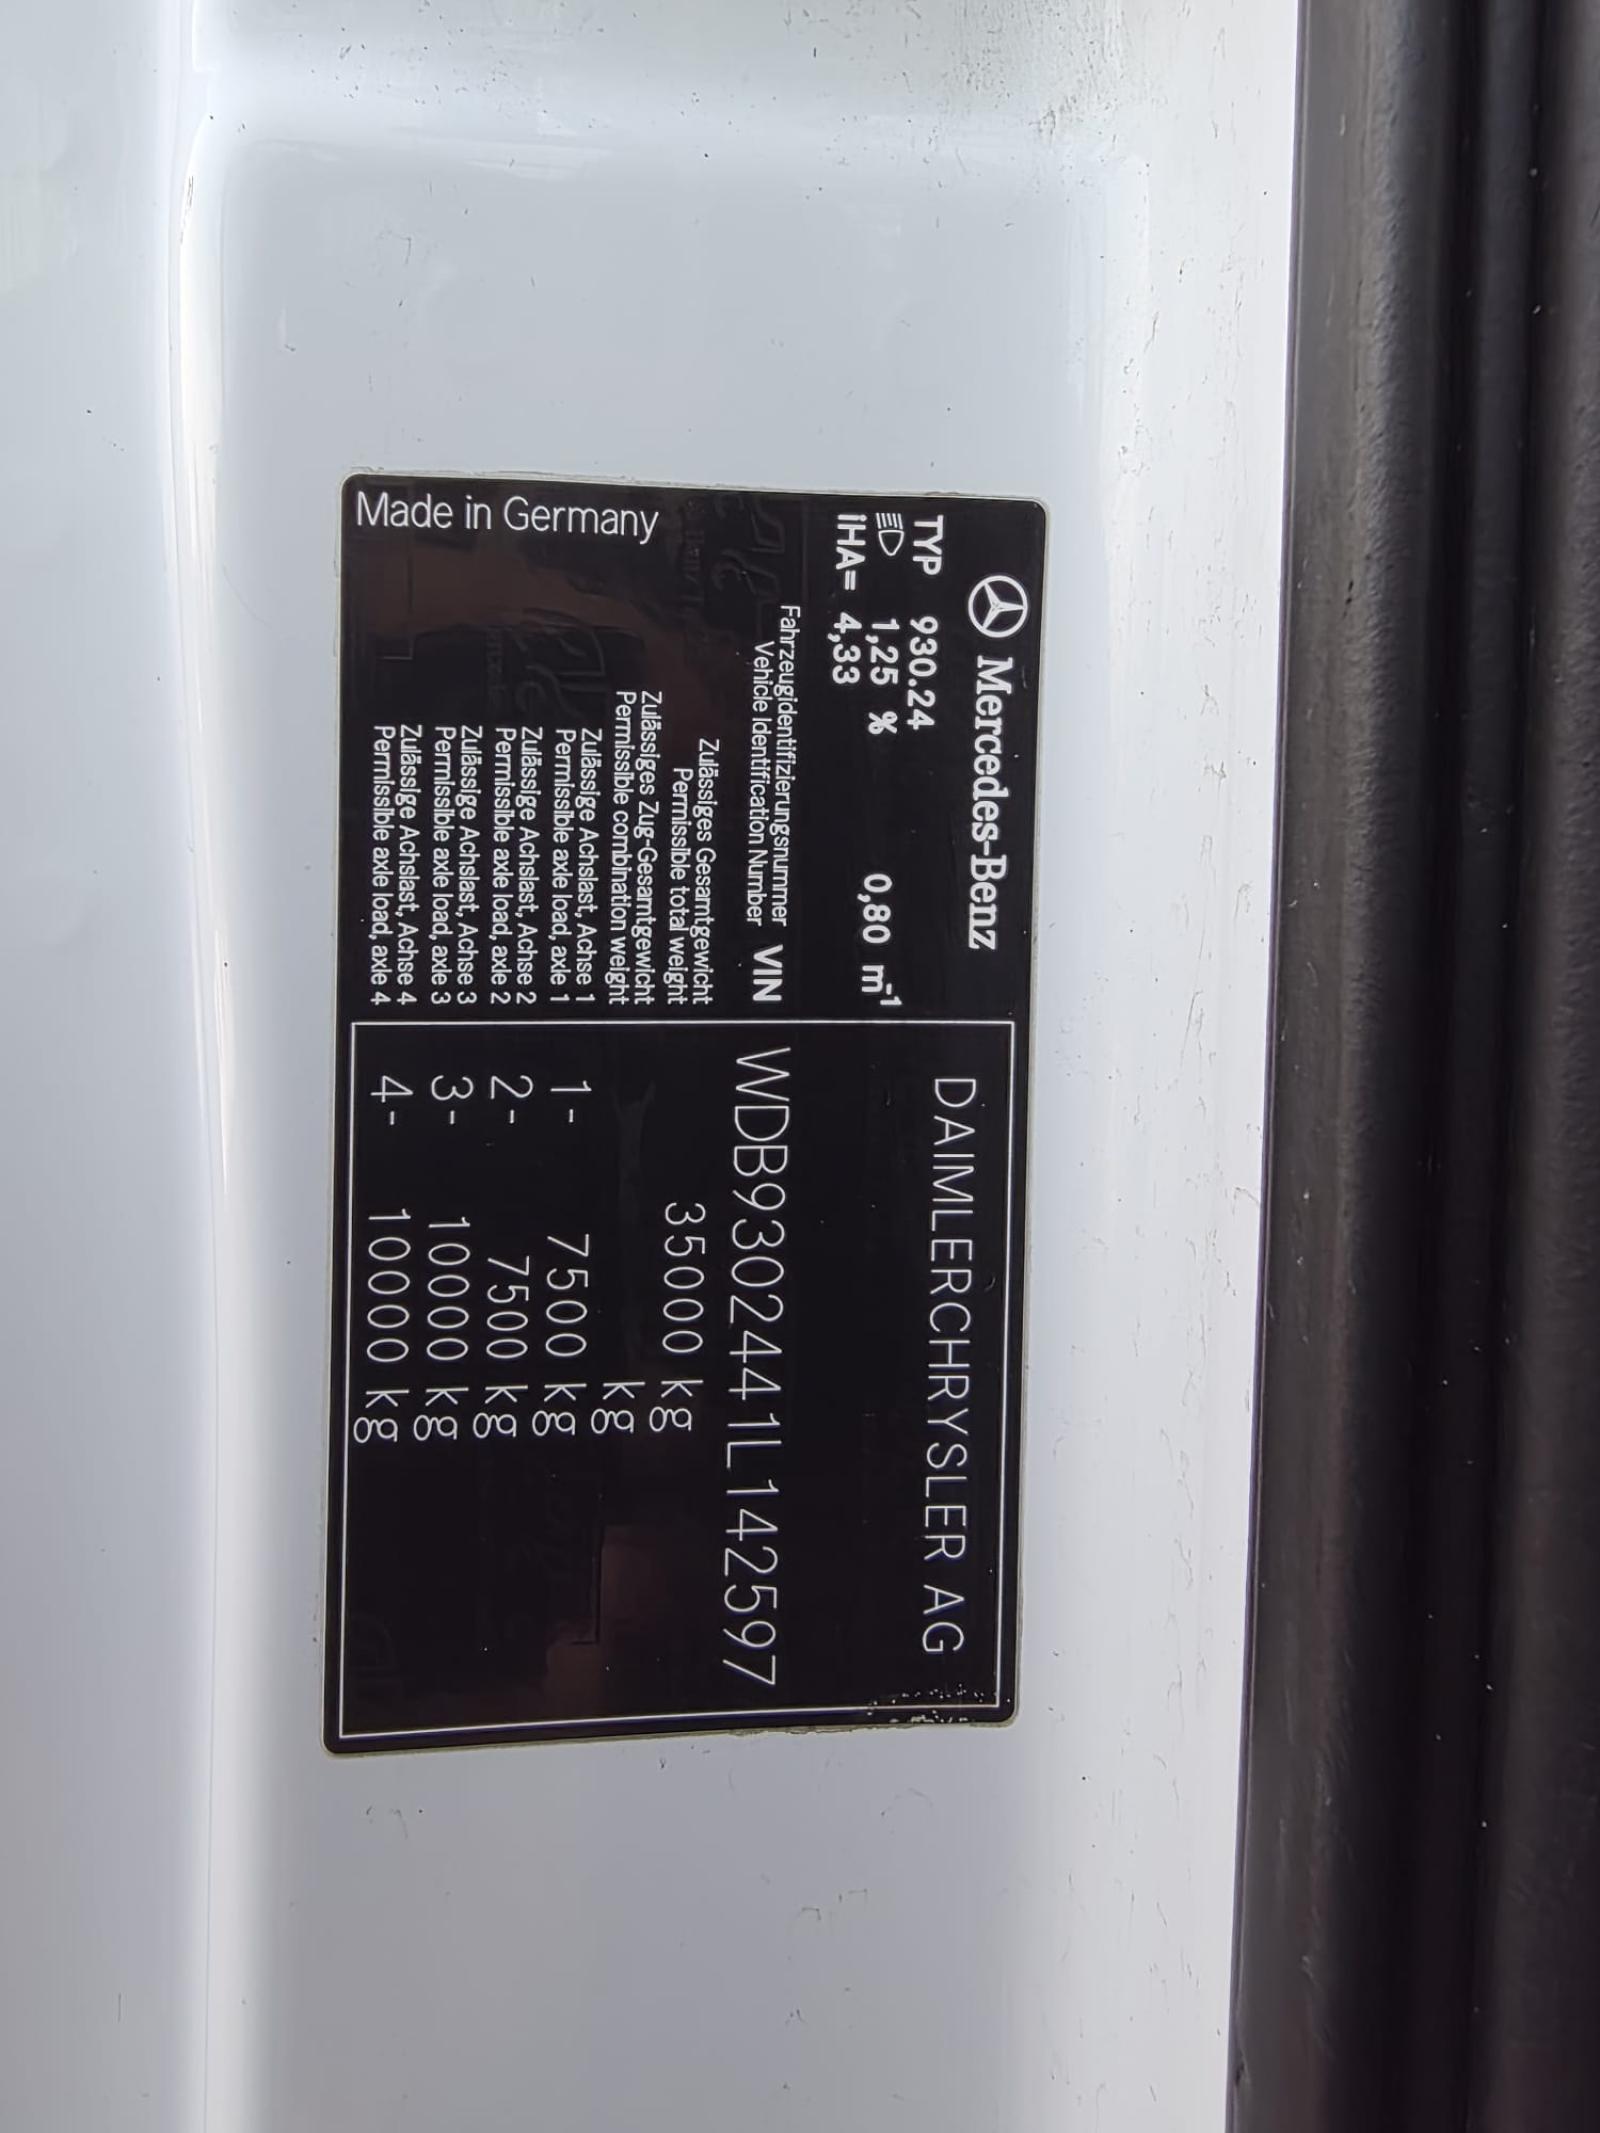 Mercedes-Benz
DAIMLERCHRYSLER AG
TYP 930.24
1,25 % 0,80 m⁻¹
iHA= 4,33
Fahrzeugidentifizierungsnummer
Vehicle Identification Number VIN WDB9302441L142597
Zulässiges Gesamtgewicht
Permissible total weight 35000 kg
Zulässiges Zug-Gesamtgewicht
Permissible combination weight kg
Zulässige Achslast, Achse 1
Permissible axle load, axle 1 1- 7500 kg
Zulässige Achslast, Achse 2
Permissible axle load, axle 2 2- 7500 kg
Zulässige Achslast, Achse 3
Permissible axle load, axle 3 3- 10000 kg
Zulässige Achslast, Achse 4
Permissible axle load, axle 4 4- 10000 kg
Made in Germany